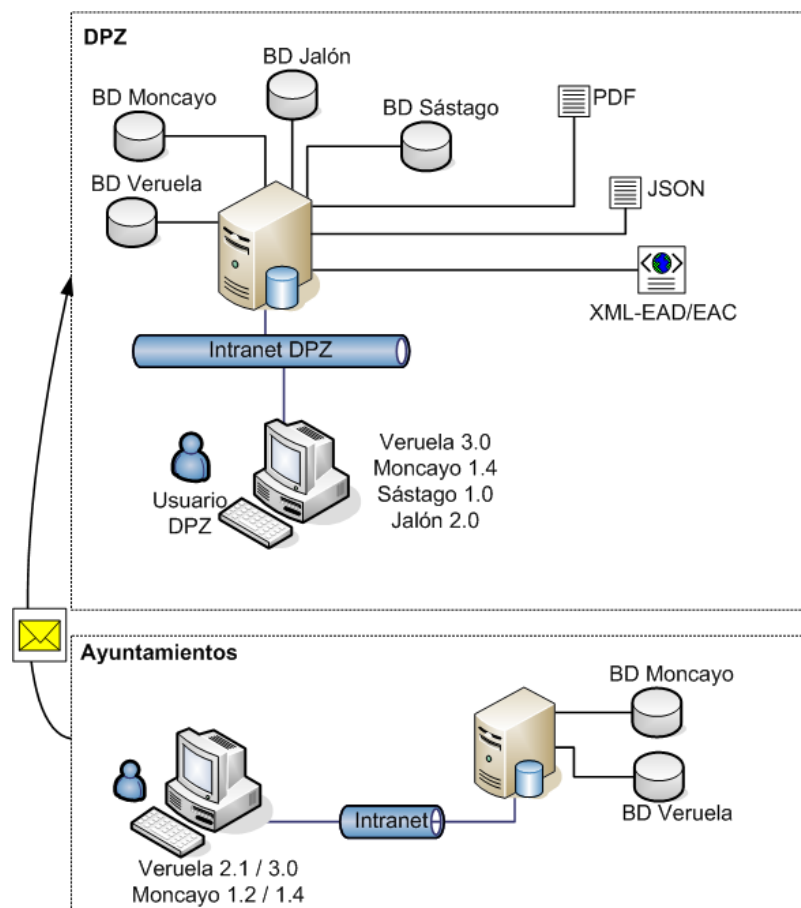 DPZ
BD Jalón
BD Moncayo
BD Sástago
PDF
BD Veruela
JSON
XML-EAD/EAC
Intranet DPZ
Usuario
DPZ
Veruela 3.0
Moncayo 1.4
Sástago 1.0
Jalón 2.0
Ayuntamientos
BD Moncayo
BD Veruela
Intranet
Veruela 2.1 / 3.0
Moncayo 1.2 / 1.4